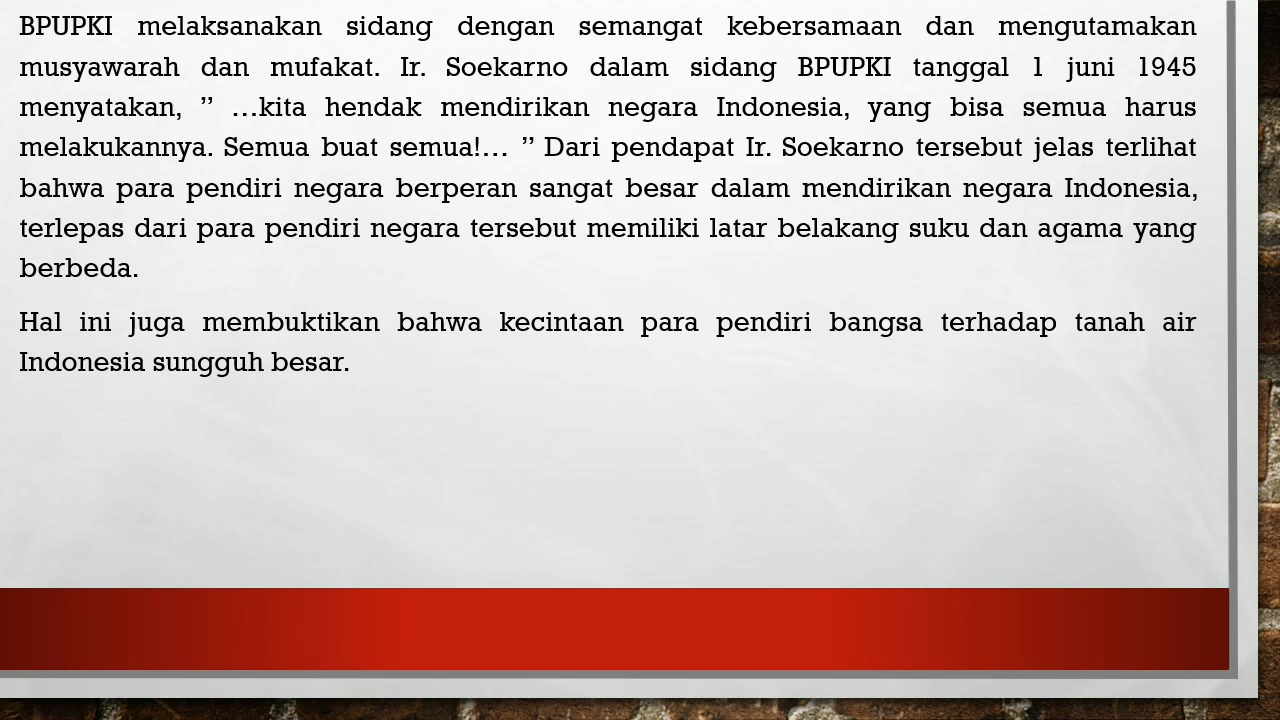 BPUPKI melaksanakan sidang dengan semangat kebersamaan dan mengutamakan
musyawarah dan mufakat. Ir. Soekarno dalam sidang BPUPKI tanggal 1 juni 1945
menyatakan, ” …kita hendak mendirikan negara Indonesia, yang bisa semua harus
melakukannya. Semua buat semua!… ” Dari pendapat Ir. Soekarno tersebut jelas terlihat
bahwa para pendiri negara berperan sangat besar dalam mendirikan negara Indonesia,
terlepas dari para pendiri negara tersebut memiliki latar belakang suku dan agama yang
berbeda.
Hal ini juga membuktikan bahwa kecintaan para pendiri bangsa terhadap tanah air
Indonesia sungguh besar.